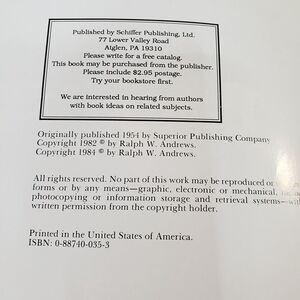 Published by Schiffer Publishing, Ltd.
77 Lower Valley Road
Atglen, PA 19310
Please write for a free catalog.
This book may be purchased from the publisher.
Please include $2.95 postage.
Try your bookstore first.
We are interested in hearing from authors
with book ideas on related subjects.
Originally published 1954 by Superior Publishing Company
Copyright 1982 © by Ralph W. Andrews.
Copyright 1984 © by Ralph W. Andrews.
All rights reserved. No part of this work may be reproduced or
forms or by any means—graphic, electronic or mechanical,
photocopying or information storage and retrieval systems—
written permission from the copyright holder.
Printed in the United States of America.
ISBN: 0-88740-035-3